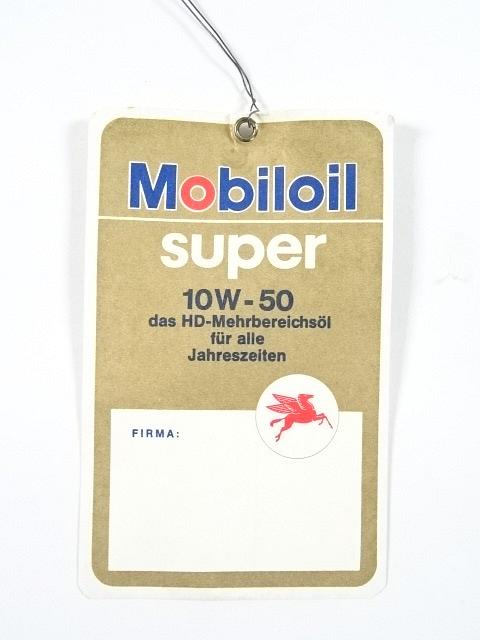 Mobiloil
super
10W-50
das HD-Mehrbereichsöl
für alle
Jahreszeiten
FIRMA: